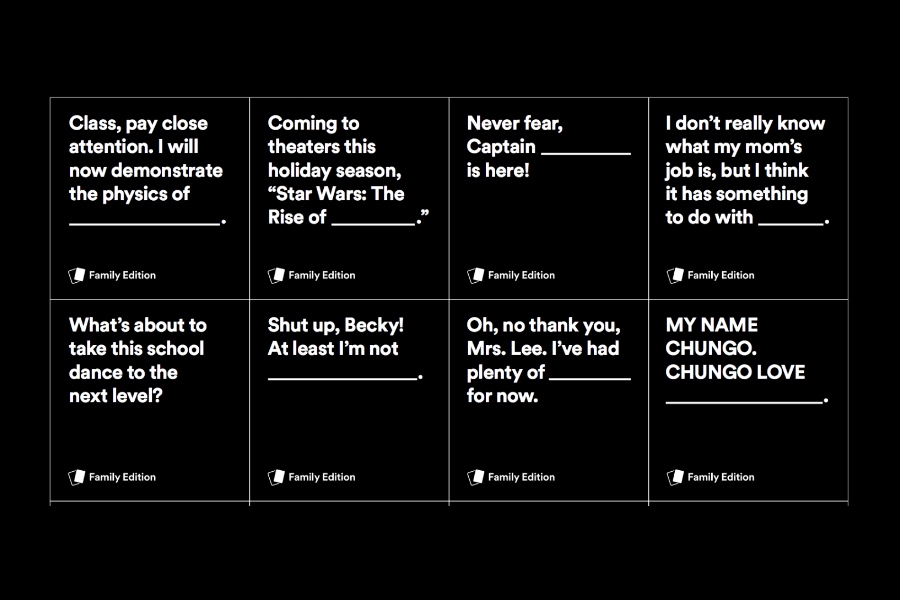 Class, pay close
attention. I will
now demonstrate
the physics of
_______________.
Family Edition
Coming to
theaters this
holiday season,
“Star Wars: The
Rise of ________.”
Family Edition
Never fear,
Captain _________
is here!
Family Edition
I don’t really know
what my mom’s
job is, but I think
it has something
to do with ______.
Family Edition
What’s about to
take this school
dance to the
next level?
Family Edition
Shut up, Becky!
At least I’m not
_______________.
Family Edition
Oh, no thank you,
Mrs. Lee. I’ve had
plenty of ________
for now.
Family Edition
MY NAME
CHUNGO.
CHUNGO LOVE
_______________.
Family Edition